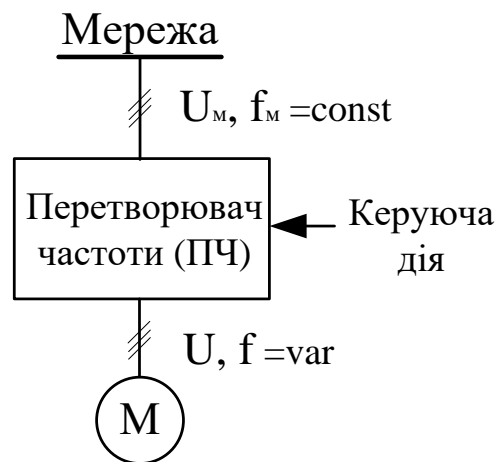 Мережа
Uм, fм =const
Перетворювач
частоти (ПЧ)
Керуюча
дія
U, f =var
М